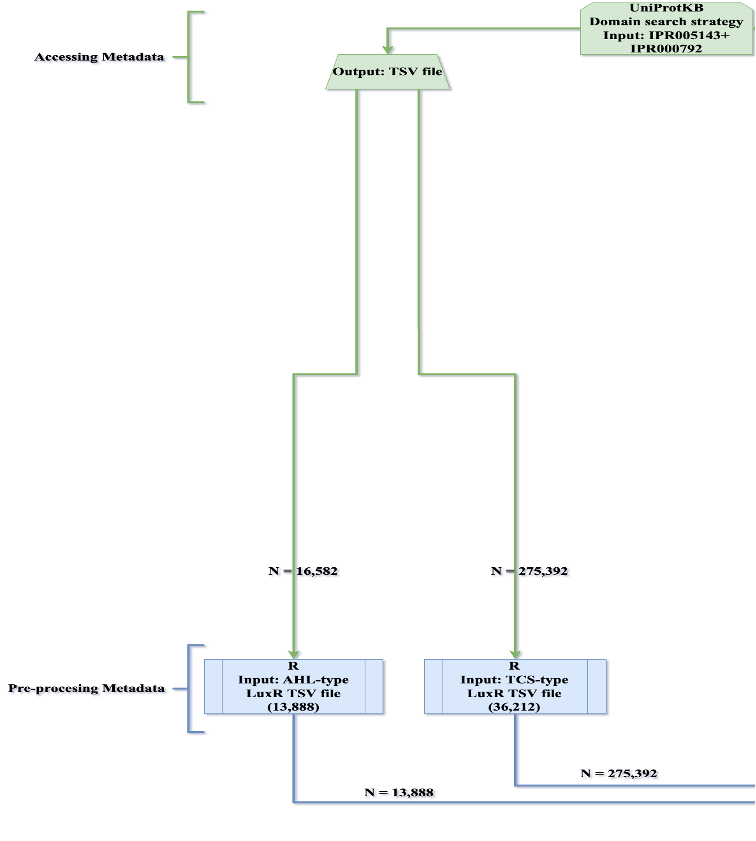 UniProtKB
Domain search strategy
Input: IPR005143+
IPR000792
Accessing Metadata
Output: TSV file
N = 16,582
N = 275,392
Pre-procesing Metadata
R
Input: AHL-type
LuxR TSV file
(13,888)
R
Input: TCS-type
LuxR TSV file
(36,212)
N = 275,392
N = 13,888